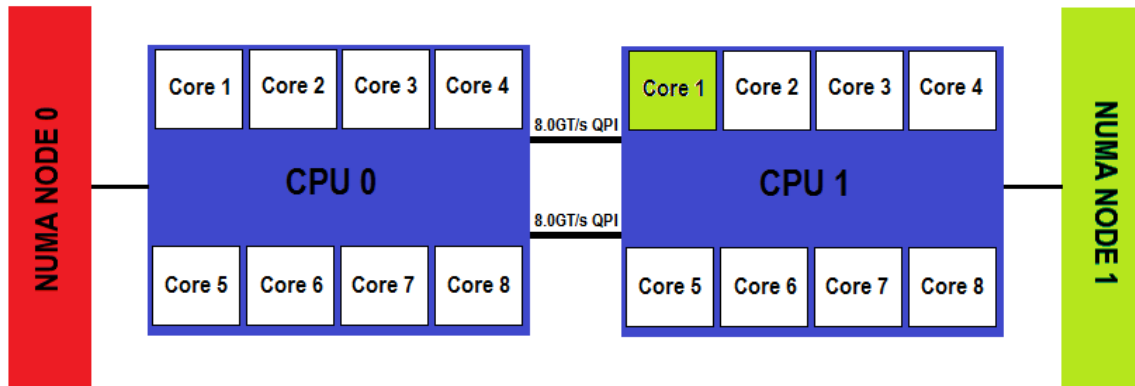 NUMA NODE 0
Core 1 Core 2 Core 3 Core 4
CPU 0
Core 5 Core 6 Core 7 Core 8
8.0GT/s QPI
8.0GT/s QPI
Core 1 Core 2 Core 3 Core 4
CPU 1
Core 5 Core 6 Core 7 Core 8
NUMA NODE 1